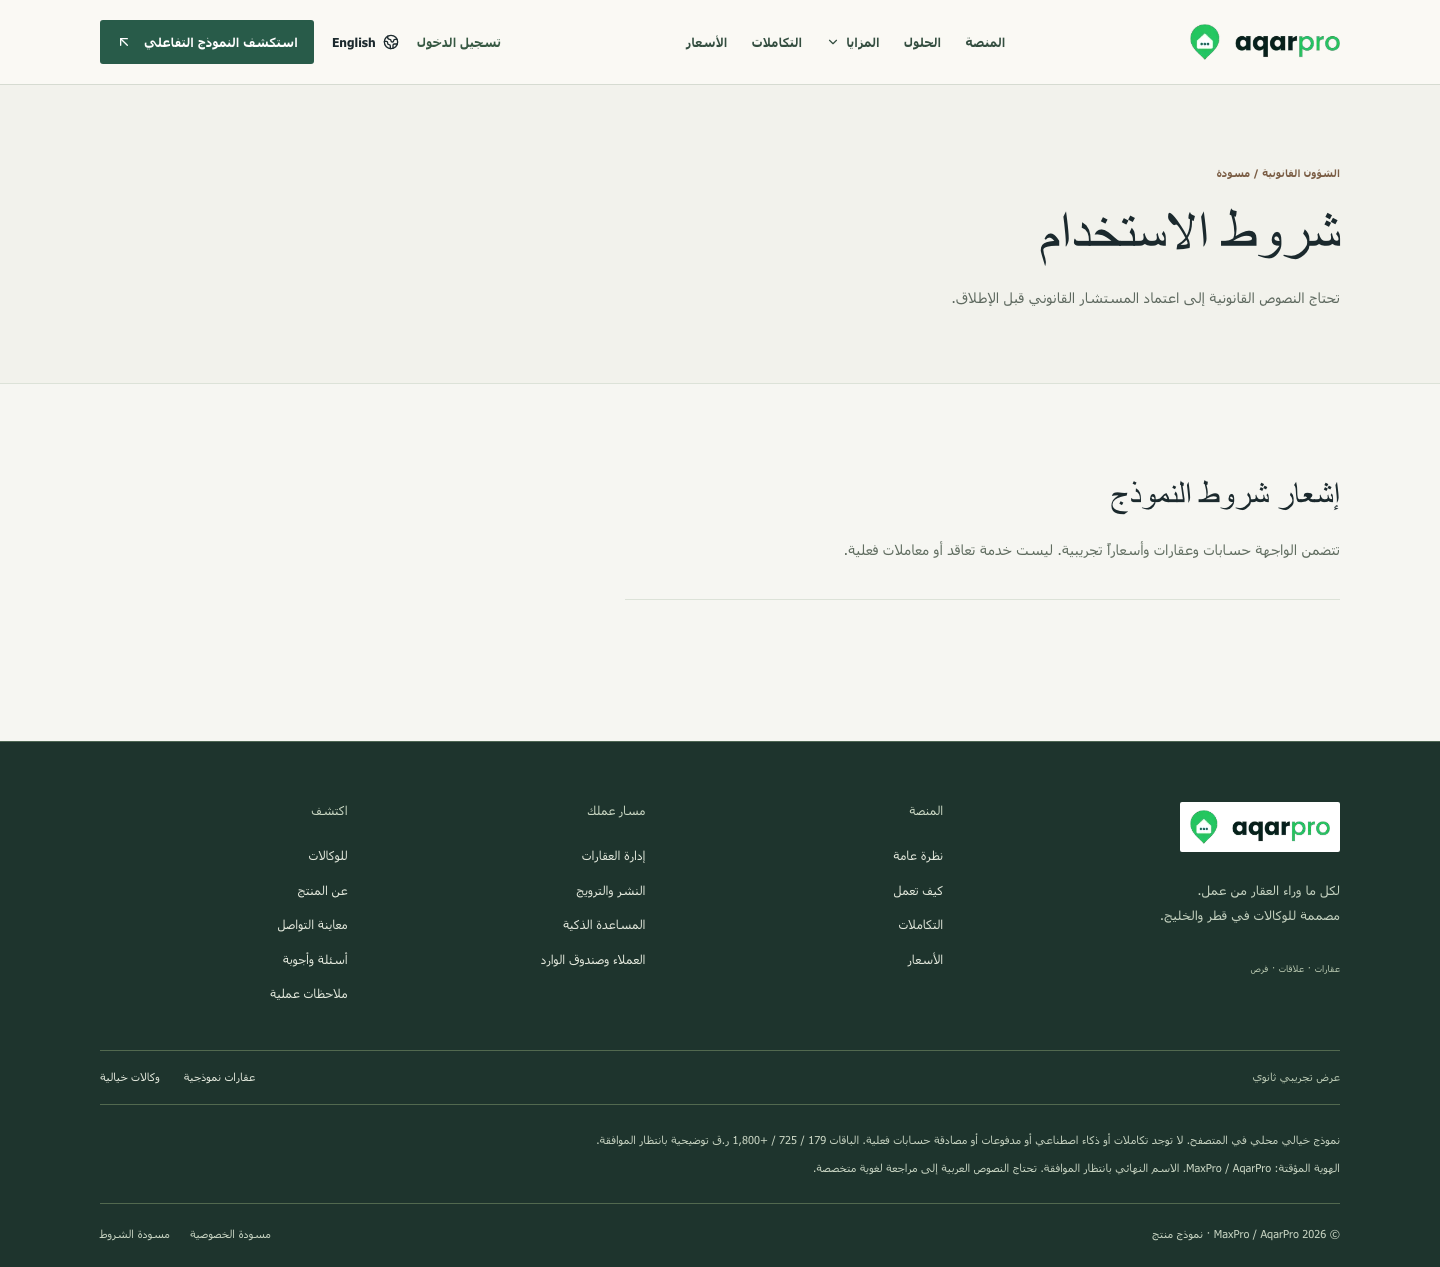 aqarpro
المنصة
الحلول
المزايا
التكاملات
الأسعار
تسجيل الدخول
English
استكشف النموذج التفاعلي
الشؤون القانونية / مسودة
شروط الاستخدام
تحتاج النصوص القانونية إلى اعتماد المستشار القانوني قبل الإطلاق.
إشعار شروط النموذج
تتضمن الواجهة حسابات وعقارات وأسعاراً تجريبية. ليست خدمة تعاقد أو معاملات فعلية.
aqarpro
لكل ما وراء العقار من عمل.
مصممة للوكالات في قطر والخليج.
عقارات · علاقات · فرص
المنصة
نظرة عامة
كيف تعمل
التكاملات
الأسعار
مسار عملك
إدارة العقارات
النشر والترويج
المساعدة الذكية
العملاء وصندوق الوارد
اكتشف
للوكالات
عن المنتج
معاينة التواصل
أسئلة وأجوبة
ملاحظات عملية
عرض تجريبي ثانوي
عقارات نموذجية
وكالات خيالية
نموذج خيالي محلي في المتصفح. لا توجد تكاملات أو ذكاء اصطناعي أو مدفوعات أو مصادقة حسابات فعلية. الباقات 179 / 725 / +1,800 ر.ق توضيحية بانتظار الموافقة.
الهوية المؤقتة: MaxPro / AqarPro. الاسم النهائي بانتظار الموافقة. تحتاج النصوص العربية إلى مراجعة لغوية متخصصة.
© 2026 MaxPro / AqarPro · نموذج منتج
مسودة الخصوصية
مسودة الشروط